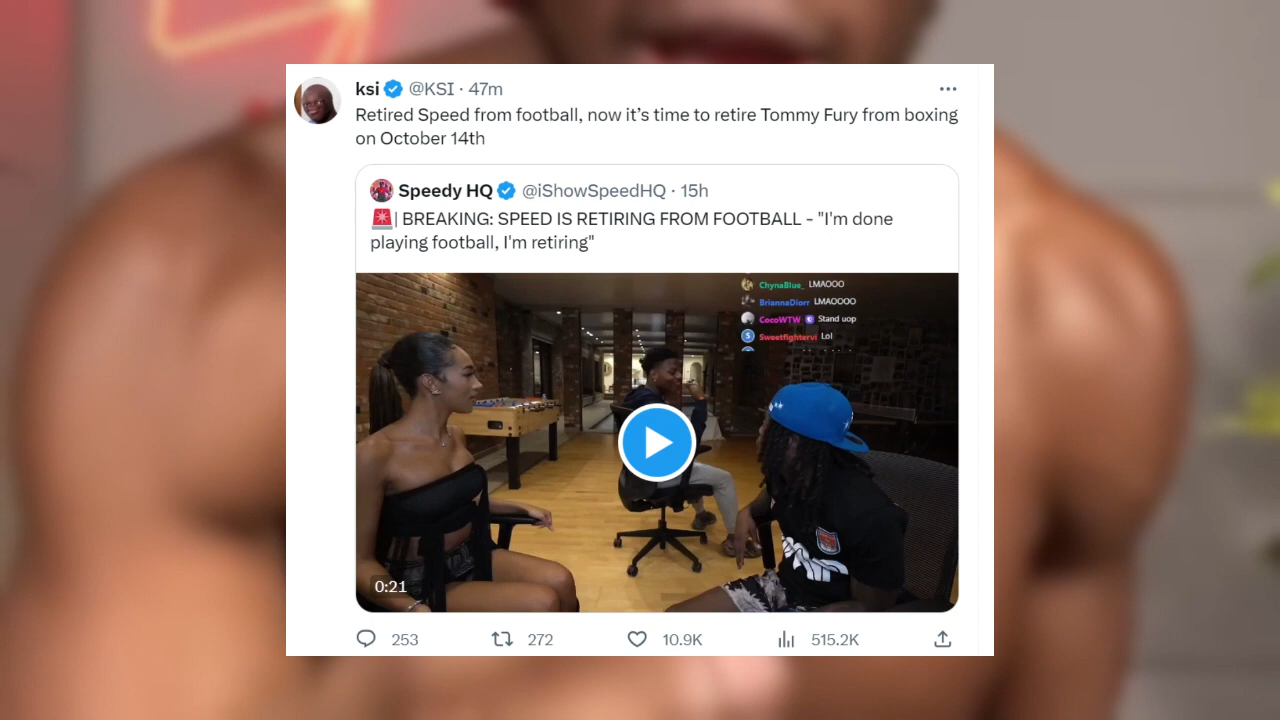 ksi @KSI · 47m
Retired Speed from football, now it's time to retire Tommy Fury from boxing
on October 14th
Speedy HQ @iShowSpeedHQ · 15h
🚨| BREAKING: SPEED IS RETIRING FROM FOOTBALL - "I'm done
playing football, I'm retiring"
ChynaBlue_ LMAOOO
BriannaDiorr LMAOOOO
CocoWTW Stand uop
S Sweetfightervi Lol
0:21
253 272 10.9K 515.2K